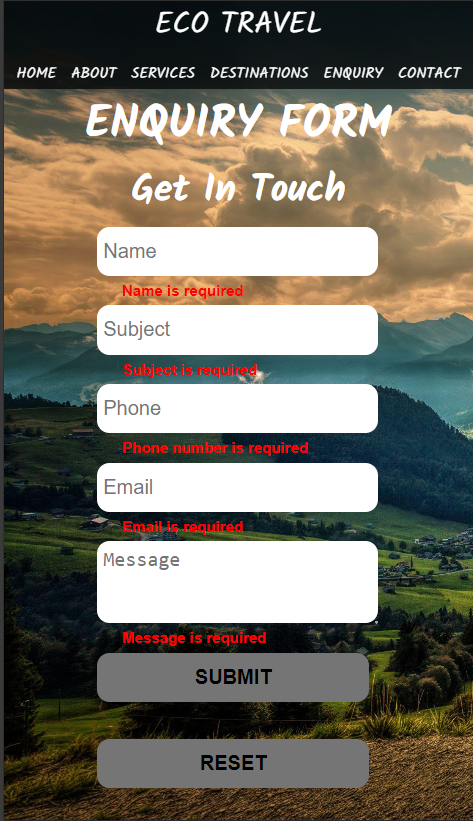 ECO TRAVEL
HOME ABOUT SERVICES DESTINATIONS ENQUIRY CONTACT
ENQUIRY FORM
Get In Touch
Name
Name is required
Subject
Subject is required
Phone
Phone number is required
Email
Email is required
Message
Message is required
SUBMIT
RESET